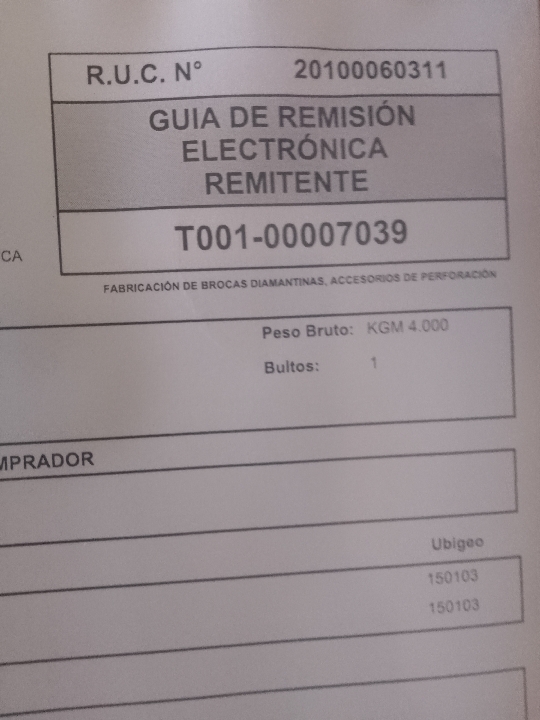 R.U.C. N° 20100060311
GUIA DE REMISIÓN
ELECTRÓNICA
REMITENTE
T001-00007039
CA
FABRICACIÓN DE BROCAS DIAMANTINAS, ACCESORIOS DE PERFORACIÓN
Peso Bruto: KGM 4.000
Bultos: 1
MPRADOR
Ubigeo
150103
150103